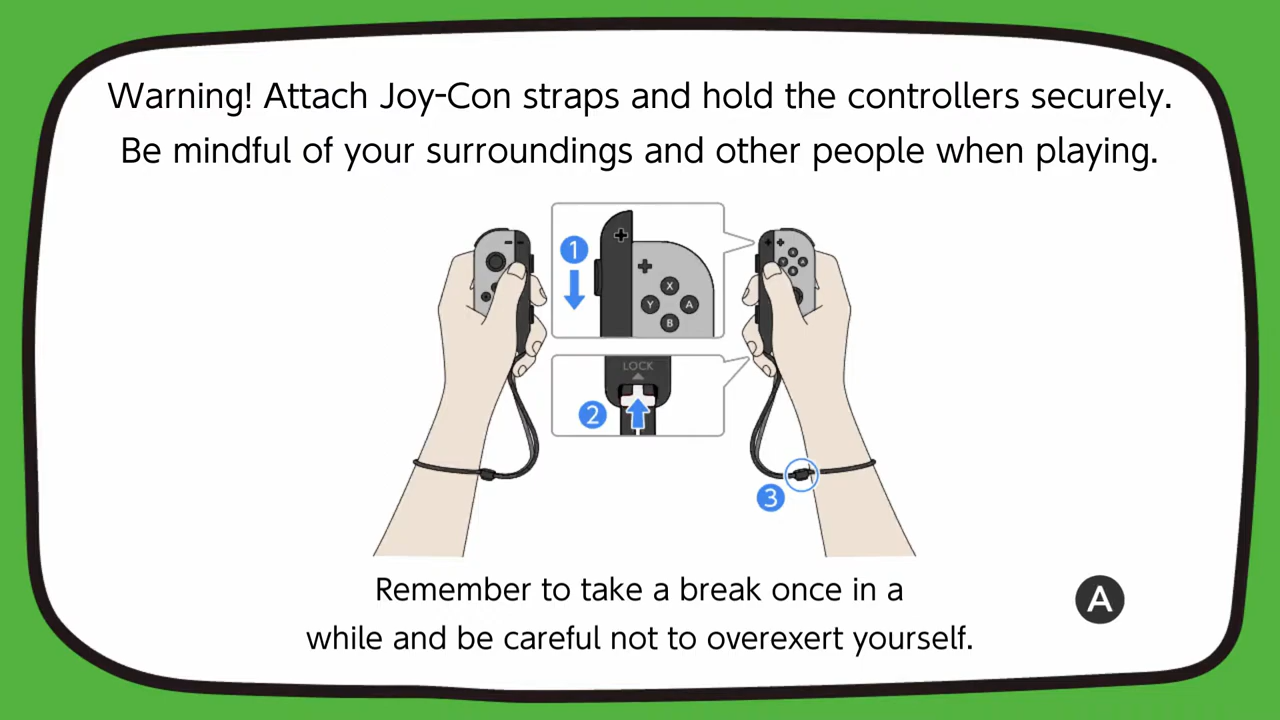 Warning! Attach Joy-Con straps and hold the controllers securely.
Be mindful of your surroundings and other people when playing.
1
X
Y
A
B
LOCK
2
3
Remember to take a break once in a
while and be careful not to overexert yourself.
A